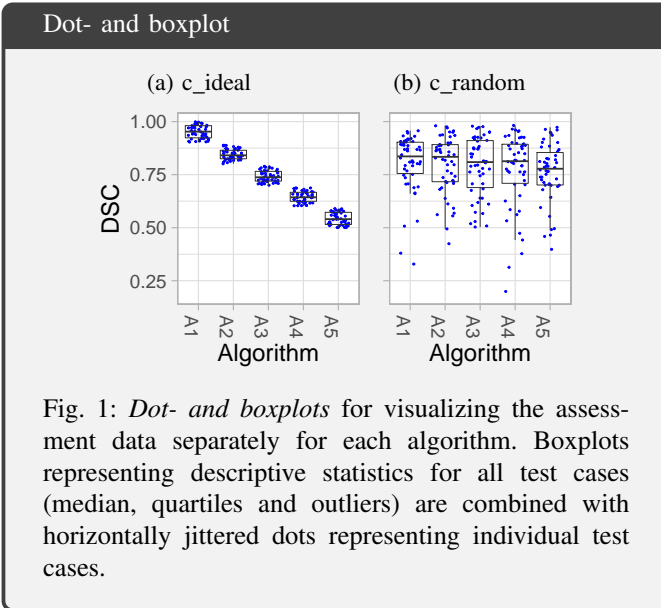 Dot- and boxplot
(a) c_ideal
(b) c_random
1.00
0.75
0.50
0.25
DSC
A1
A2
A3
A4
A5
Algorithm
A1
A2
A3
A4
A5
Algorithm
Fig. 1: Dot- and boxplots for visualizing the assess-
ment data separately for each algorithm. Boxplots
representing descriptive statistics for all test cases
(median, quartiles and outliers) are combined with
horizontally jittered dots representing individual test
cases.